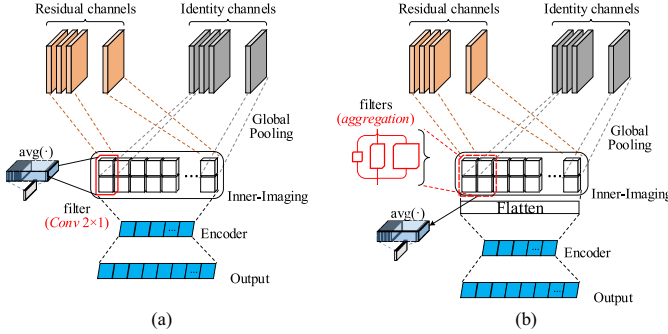 Residual channels
Identity channels
Global
Pooling
avg(·)
Inner-Imaging
filter
(Conv 2×1)
...
Encoder
...
Output
...
(a)
Residual channels
Identity channels
filters
(aggregation)
Global
Pooling
...
Inner-Imaging
Flatten
avg(·)
...
Encoder
...
Output
(b)